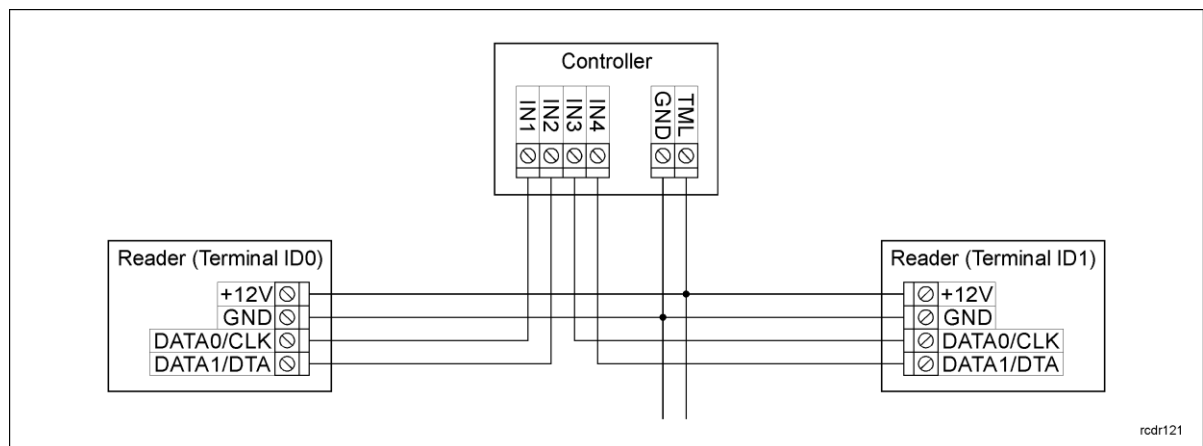 Controller
IN1
IN2
IN3
IN4
GND
TML
Reader (Terminal ID0)
+12V
GND
DATA0/CLK
DATA1/DTA
Reader (Terminal ID1)
+12V
GND
DATA0/CLK
DATA1/DTA
rcdr121